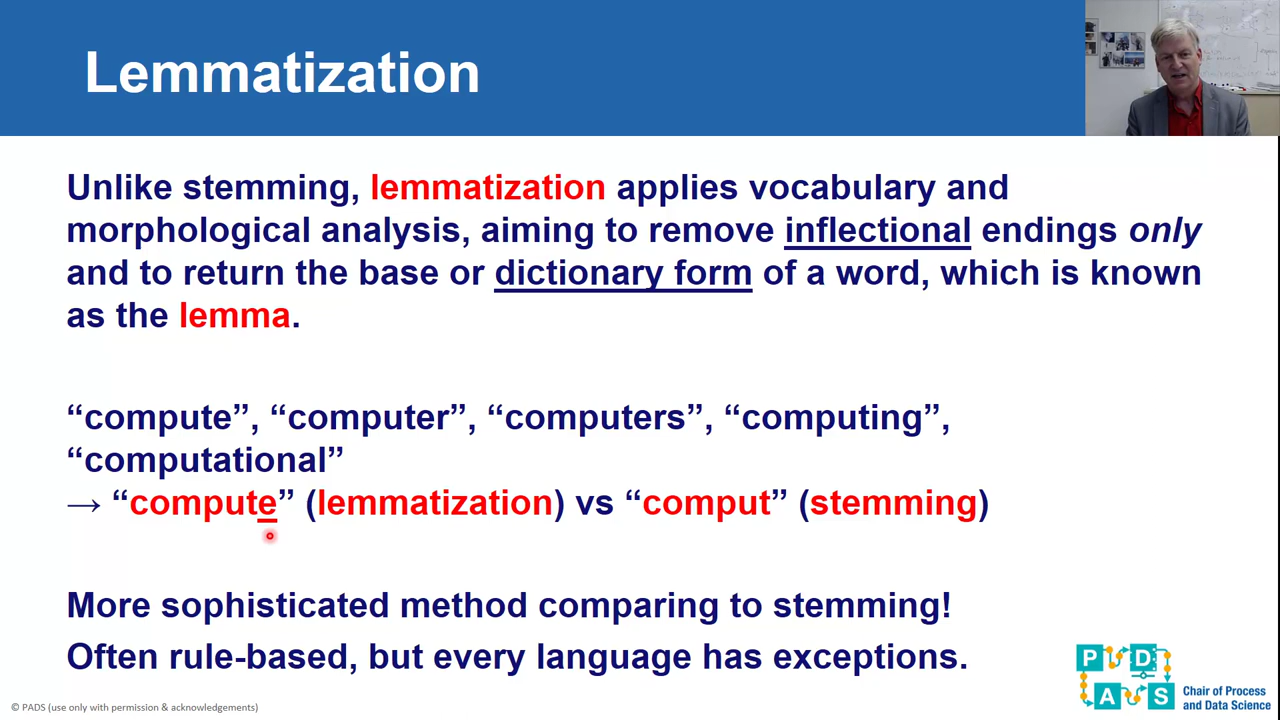 Lemmatization
Unlike stemming, lemmatization applies vocabulary and
morphological analysis, aiming to remove inflectional endings only
and to return the base or dictionary form of a word, which is known
as the lemma.
“compute”, “computer”, “computers”, “computing”,
“computational”
→ “compute” (lemmatization) vs “comput” (stemming)
More sophisticated method comparing to stemming!
Often rule-based, but every language has exceptions.
P D
A S
Chair of Process
and Data Science
© PADS (use only with permission & acknowledgements)